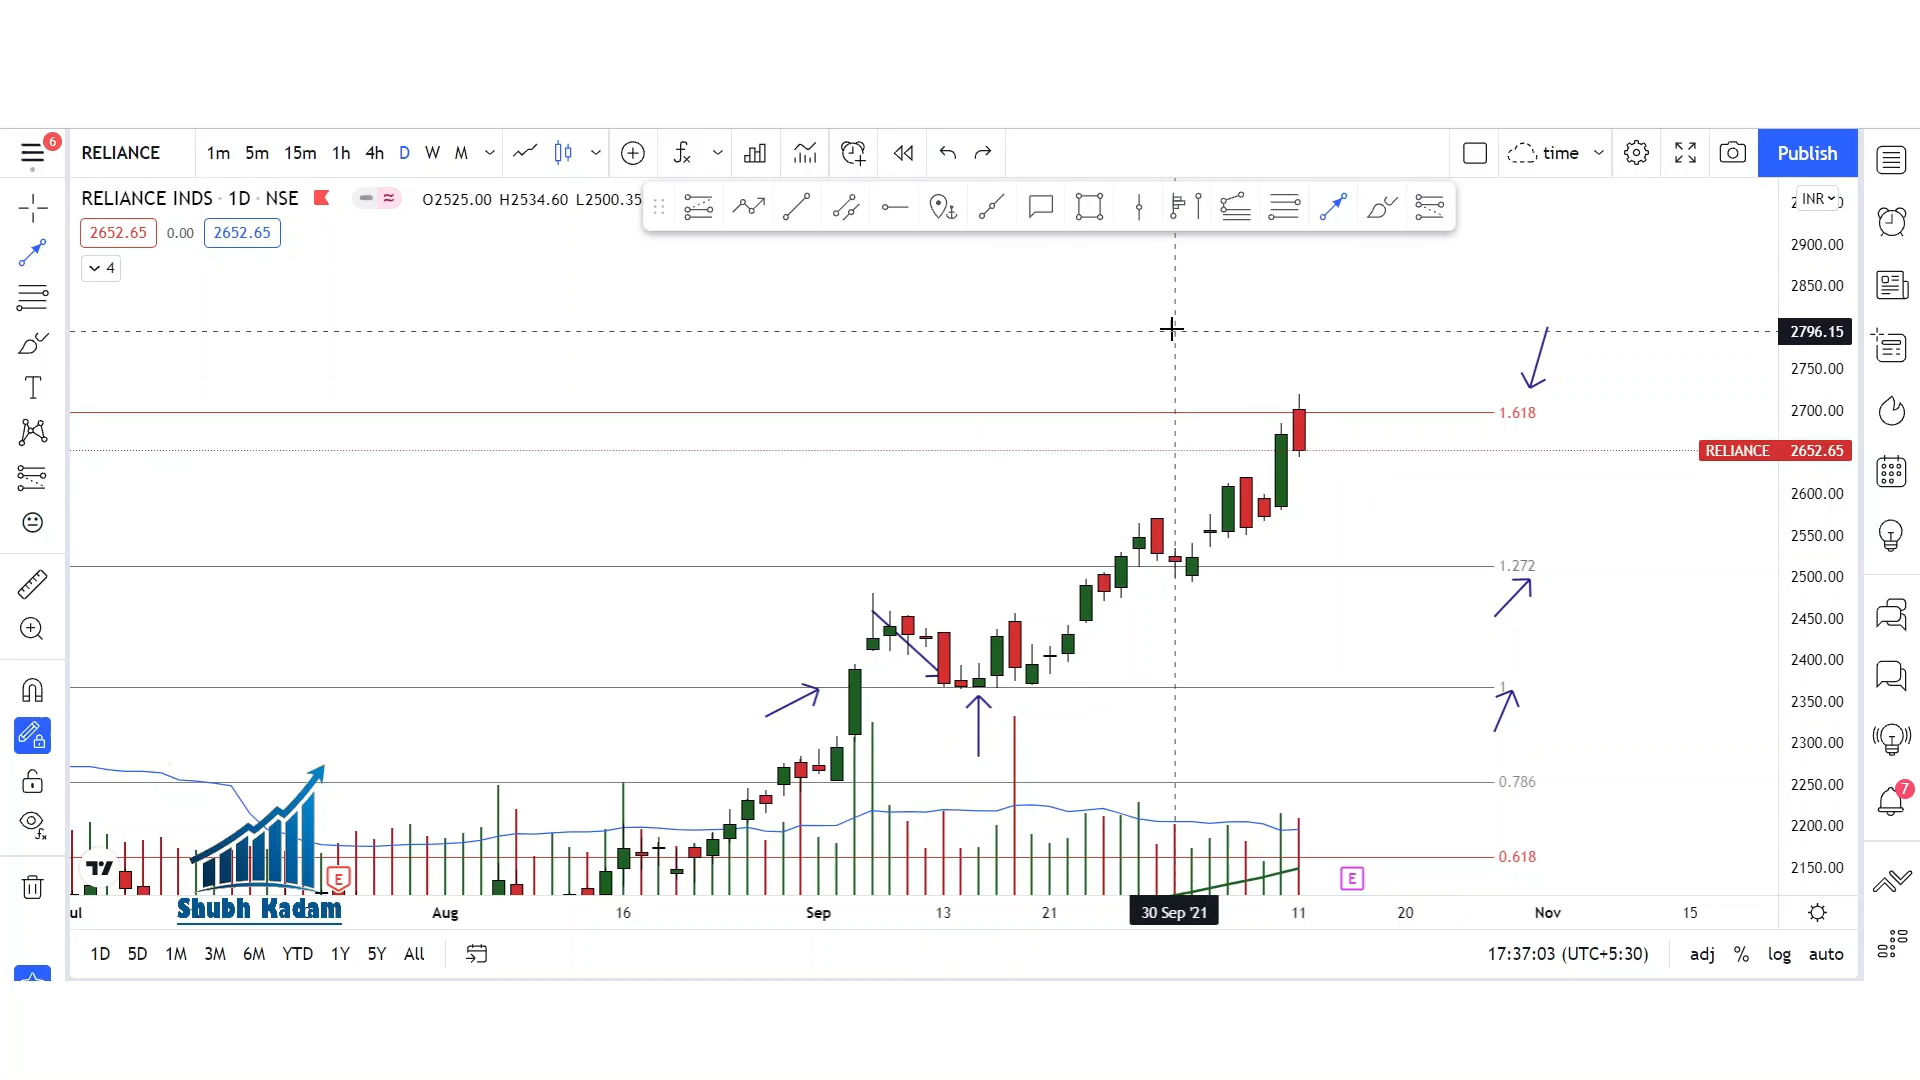 6
RELIANCE 1m 5m 15m 1h 4h D W M time Publish
RELIANCE INDS · 1D · NSE O2525.00 H2534.60 L2500.35 INR
2652.65 0.00 2652.65
4
2900.00
2850.00
2796.15
2750.00
2700.00
1.618
RELIANCE 2652.65
2600.00
2550.00
1.272
2500.00
2450.00
2400.00
1
2350.00
2300.00
0.786
2250.00
2200.00
0.618
2150.00
7
E
E
Shubh Kadam
ul Aug 16 Sep 13 21 30 Sep '21 11 20 Nov 15
1D 5D 1M 3M 6M YTD 1Y 5Y All 17:37:03 (UTC+5:30) adj % log auto